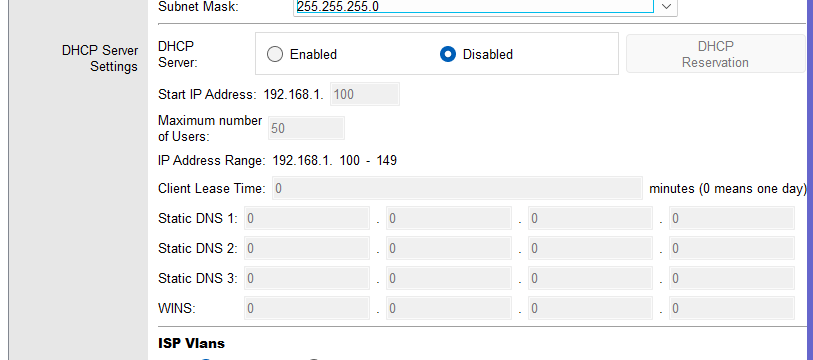 Subnet Mask: 255.255.255.0
DHCP Server Settings
DHCP Server: Enabled Disabled DHCP Reservation
Start IP Address: 192.168.1. 100
Maximum number of Users: 50
IP Address Range: 192.168.1. 100 - 149
Client Lease Time: 0 minutes (0 means one day)
Static DNS 1: 0 . 0 . 0 . 0
Static DNS 2: 0 . 0 . 0 . 0
Static DNS 3: 0 . 0 . 0 . 0
WINS: 0 . 0 . 0 . 0
ISP Vlans